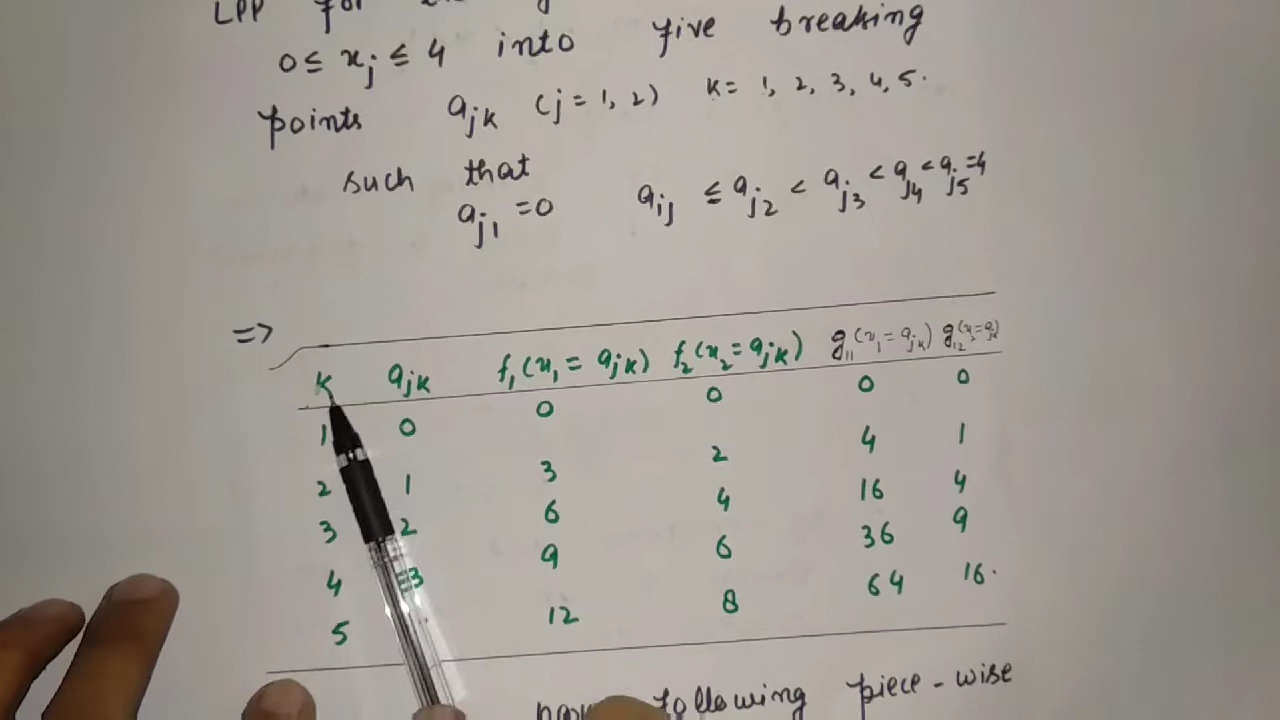 LPP for
0 ≤ xj ≤ 4 into five breaking
points ajk (j = 1, 2) k = 1, 2, 3, 4, 5.
such that
aj1 = 0 aij ≤ aj2 < aj3 < aj4 < aj5 = 4
=>
k ajk f1(x1 = ajk) f2(x2 = ajk) g11(x1 = ajk) g12(x2 = ajk)
1 0 0 0 0 0
2 1 3 2 4 1
3 2 6 4 16 4
4 3 9 6 36 9
5 12 8 64 16.
now following piece-wise